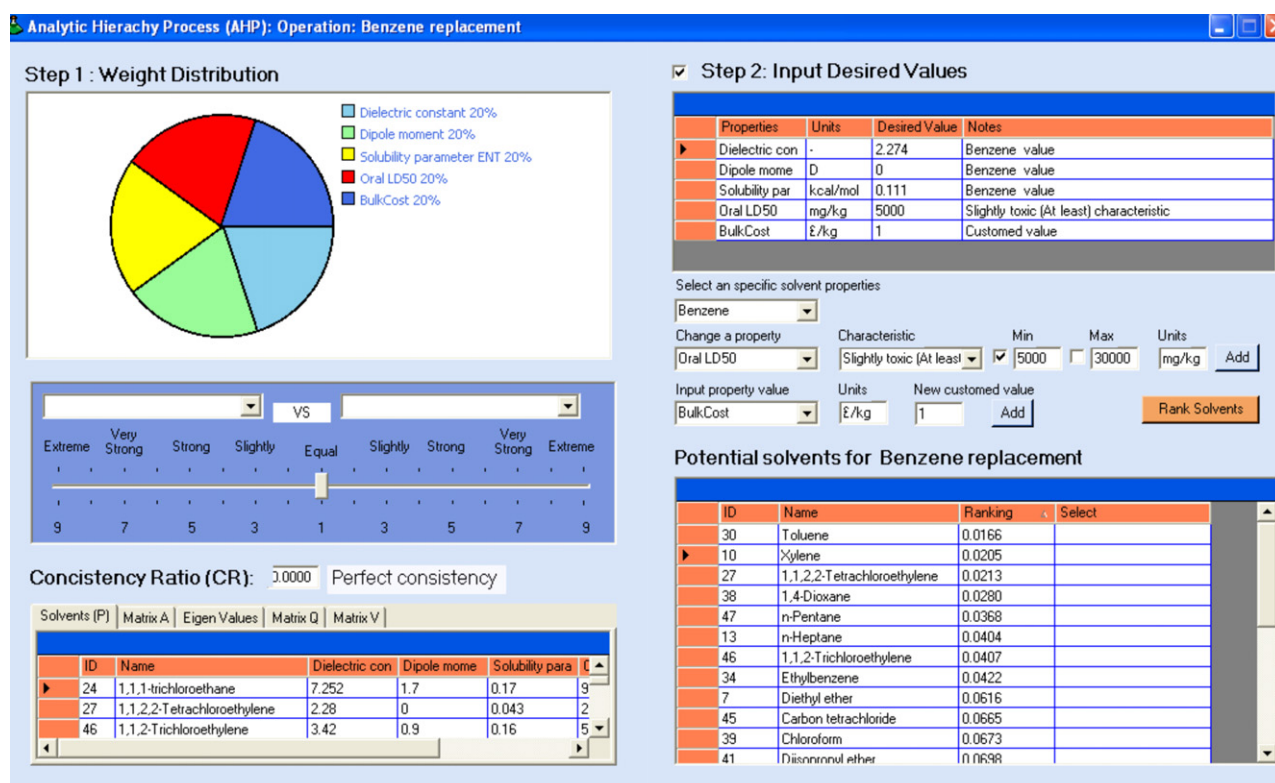 Analytic Hierachy Process (AHP): Operation: Benzene replacement
Step 1 : Weight Distribution
Dielectric constant 20%
Dipole moment 20%
Solubility parameter ENT 20%
Oral LD50 20%
BulkCost 20%
VS
Extreme Very Strong Strong Slightly Equal Slightly Strong Very Strong Extreme
9 7 5 3 1 3 5 7 9
Concistency Ratio (CR): 0.0000 Perfect consistency
Solvents (P) Matrix A Eigen Values Matrix Q Matrix V
ID Name Dielectric con Dipole mome Solubility para
24 1,1,1-trichloroethane 7.252 1.7 0.17 9
27 1,1,2,2-Tetrachloroethylene 2.28 0 0.043 2
46 1,1,2-Trichloroethylene 3.42 0.9 0.16 5
Step 2: Input Desired Values
Properties Units Desired Value Notes
Dielectric con - 2.274 Benzene value
Dipole mome D 0 Benzene value
Solubility par kcal/mol 0.111 Benzene value
Oral LD50 mg/kg 5000 Slightly toxic (At least) characteristic
BulkCost £/kg 1 Customed value
Select an specific solvent properties
Benzene
Change a property Characteristic Min Max Units
Oral LD50 Slightly toxic (At least 5000 30000 mg/kg Add
Input property value Units New customed value
BulkCost £/kg 1 Add Rank Solvents
Potential solvents for Benzene replacement
ID Name Ranking Select
30 Toluene 0.0166
10 Xylene 0.0205
27 1,1,2,2-Tetrachloroethylene 0.0213
38 1,4-Dioxane 0.0280
47 n-Pentane 0.0368
13 n-Heptane 0.0404
46 1,1,2-Trichloroethylene 0.0407
34 Ethylbenzene 0.0422
7 Diethyl ether 0.0616
45 Carbon tetrachloride 0.0665
39 Chloroform 0.0673
41 Diisopropyl ether 0.0698